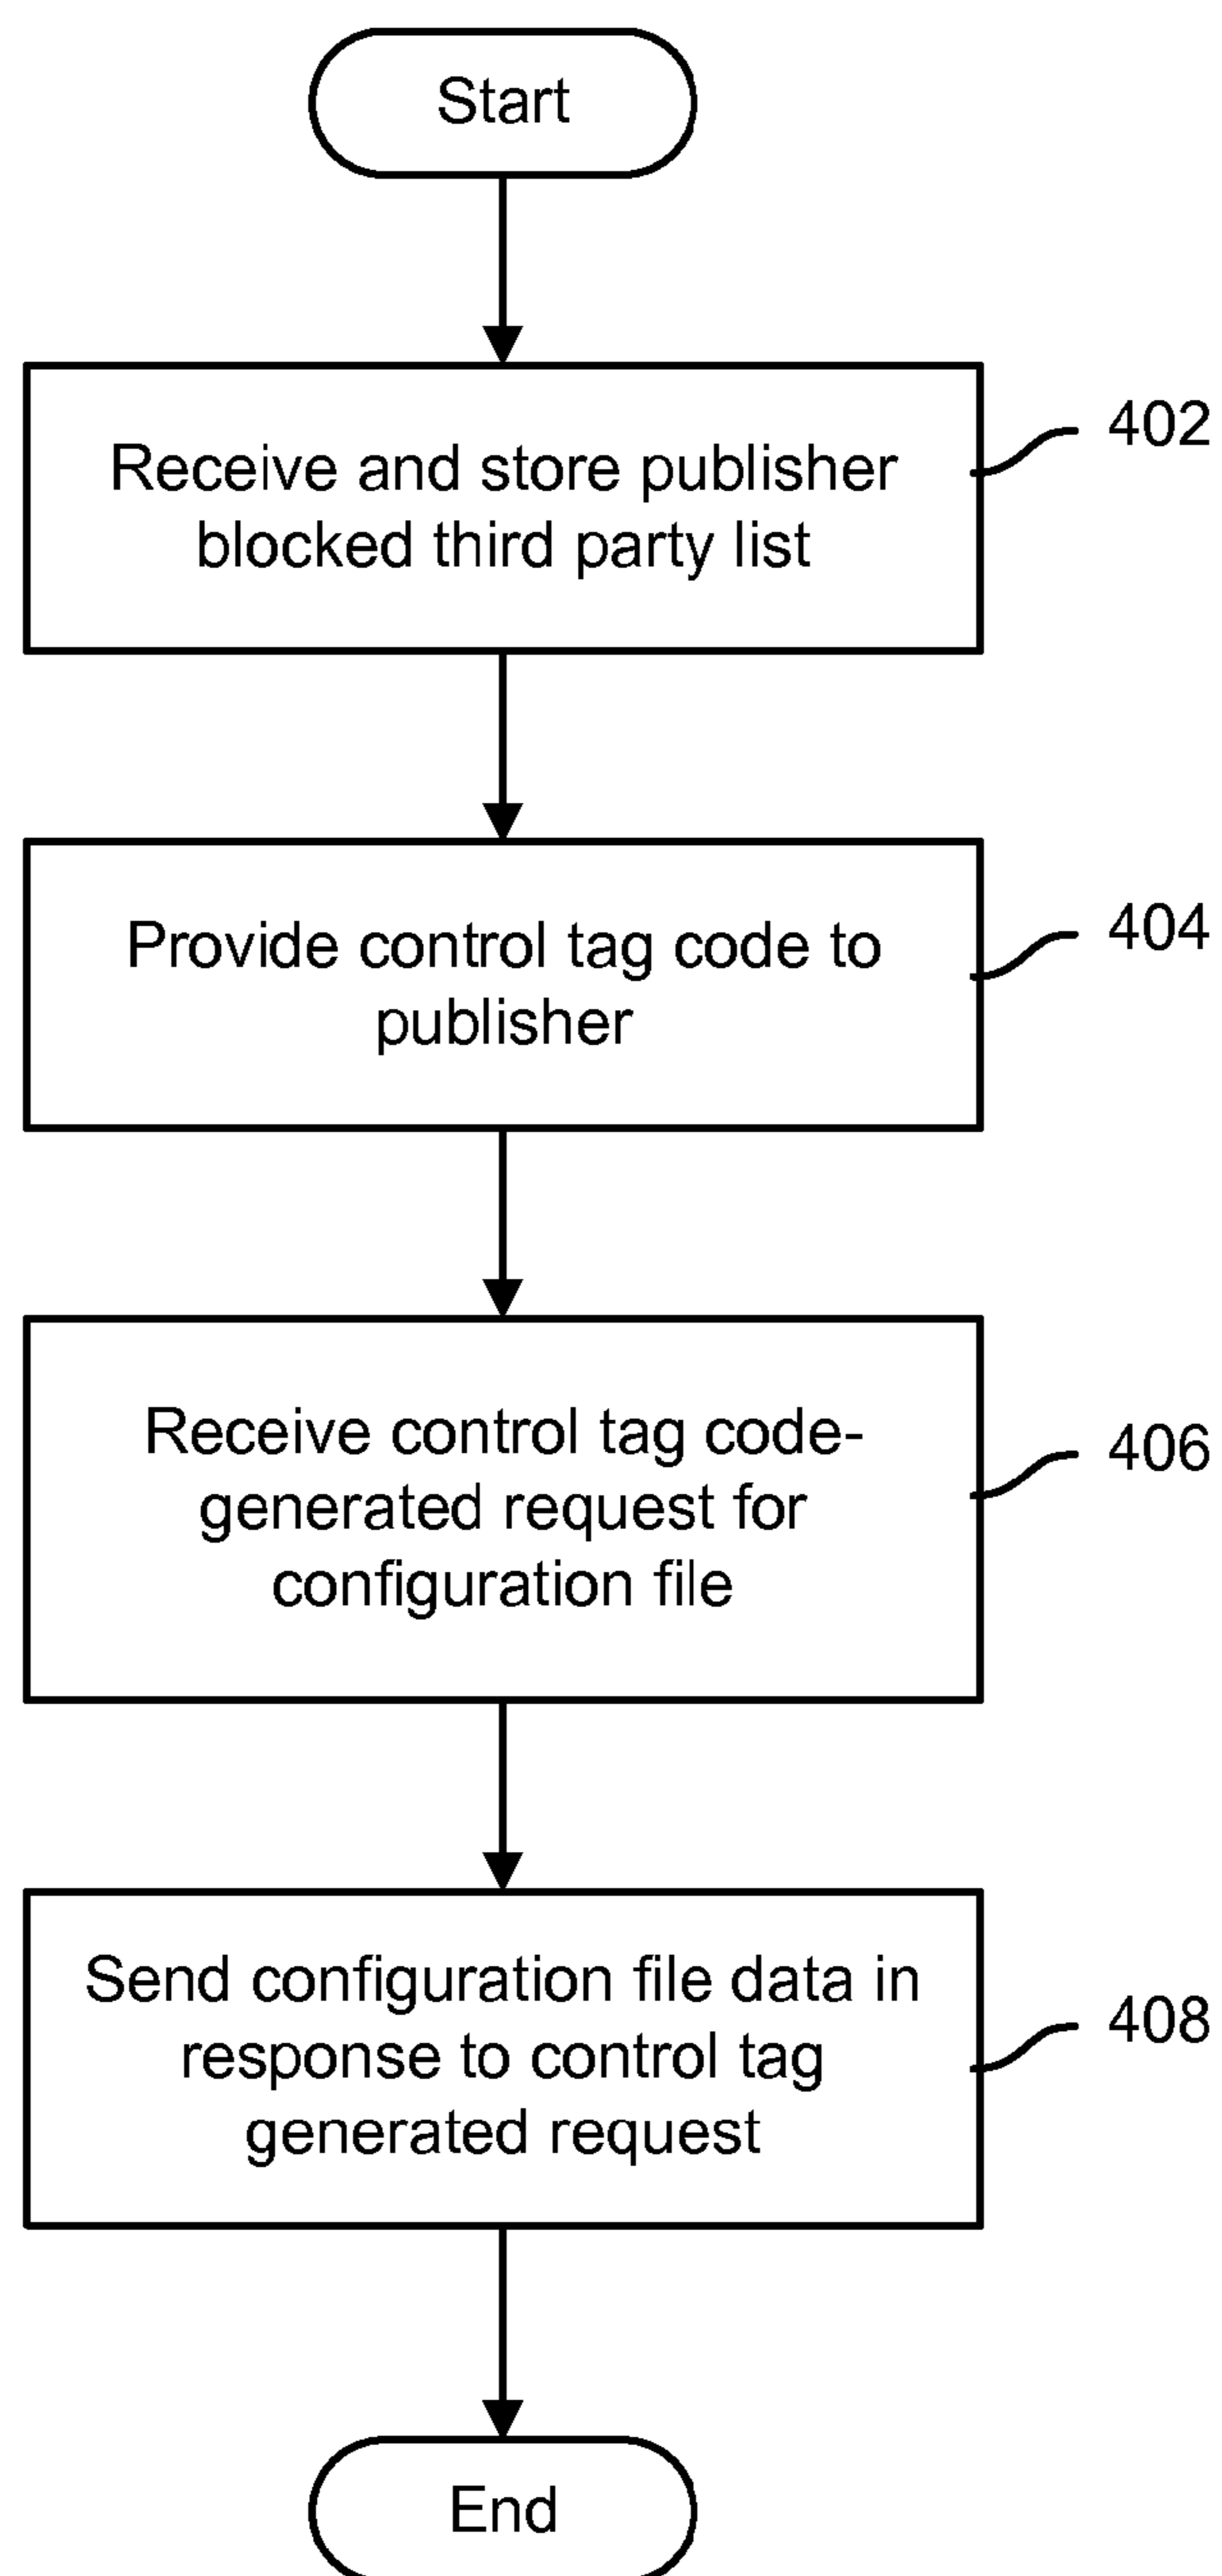 Start
Receive and store publisher
blocked third party list
402
Provide control tag code to
publisher
404
Receive control tag code-
generated request for
configuration file
406
Send configuration file data in
response to control tag
generated request
408
End